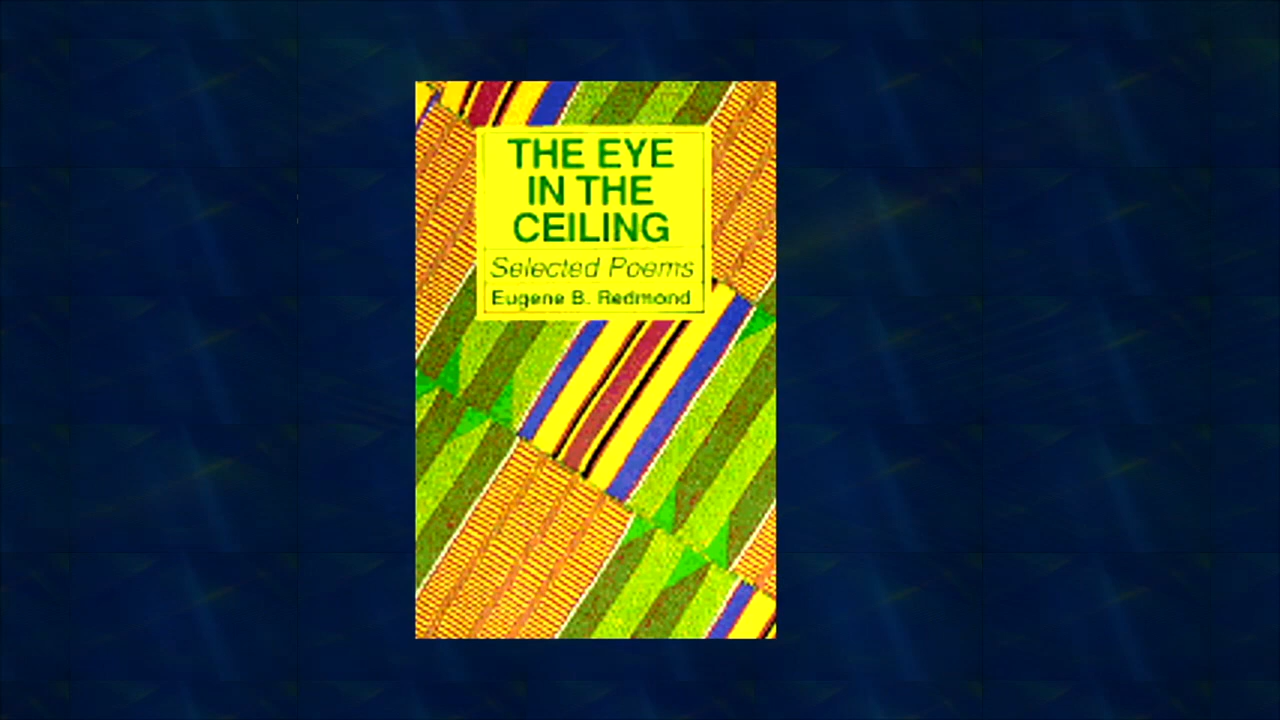 THE EYE
IN THE
CEILING
Selected Poems
Eugene B. Redmond